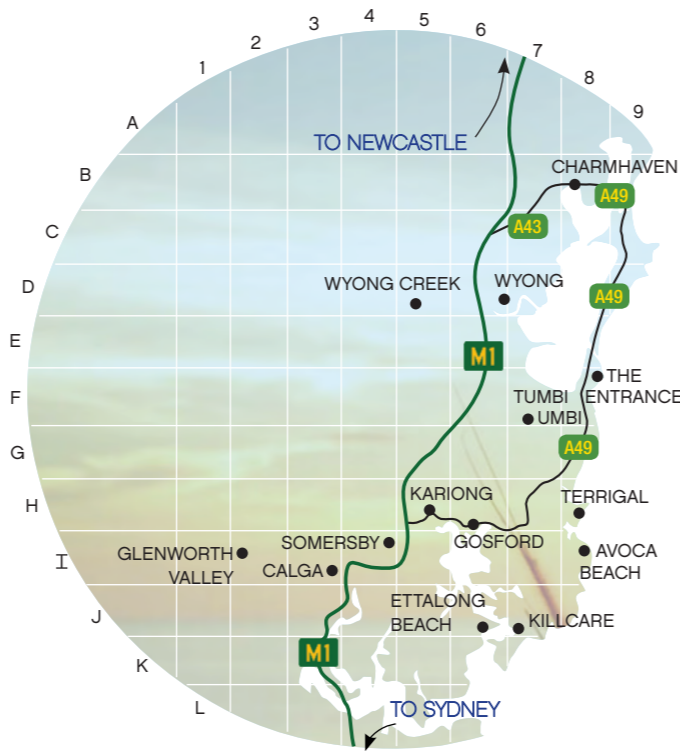 1
2
3
4
5
6
7
8
9
A
B
C
D
E
F
G
H
I
J
K
L
TO NEWCASTLE
CHARMHAVEN
A49
A43
WYONG CREEK
WYONG
A49
M1
THE
ENTRANCE
TUMBI
UMBI
A49
KARIONG
TERRIGAL
GOSFORD
SOMERSBY
GLENWORTH
VALLEY
CALGA
AVOCA
BEACH
ETTALONG
BEACH
KILLCARE
M1
TO SYDNEY